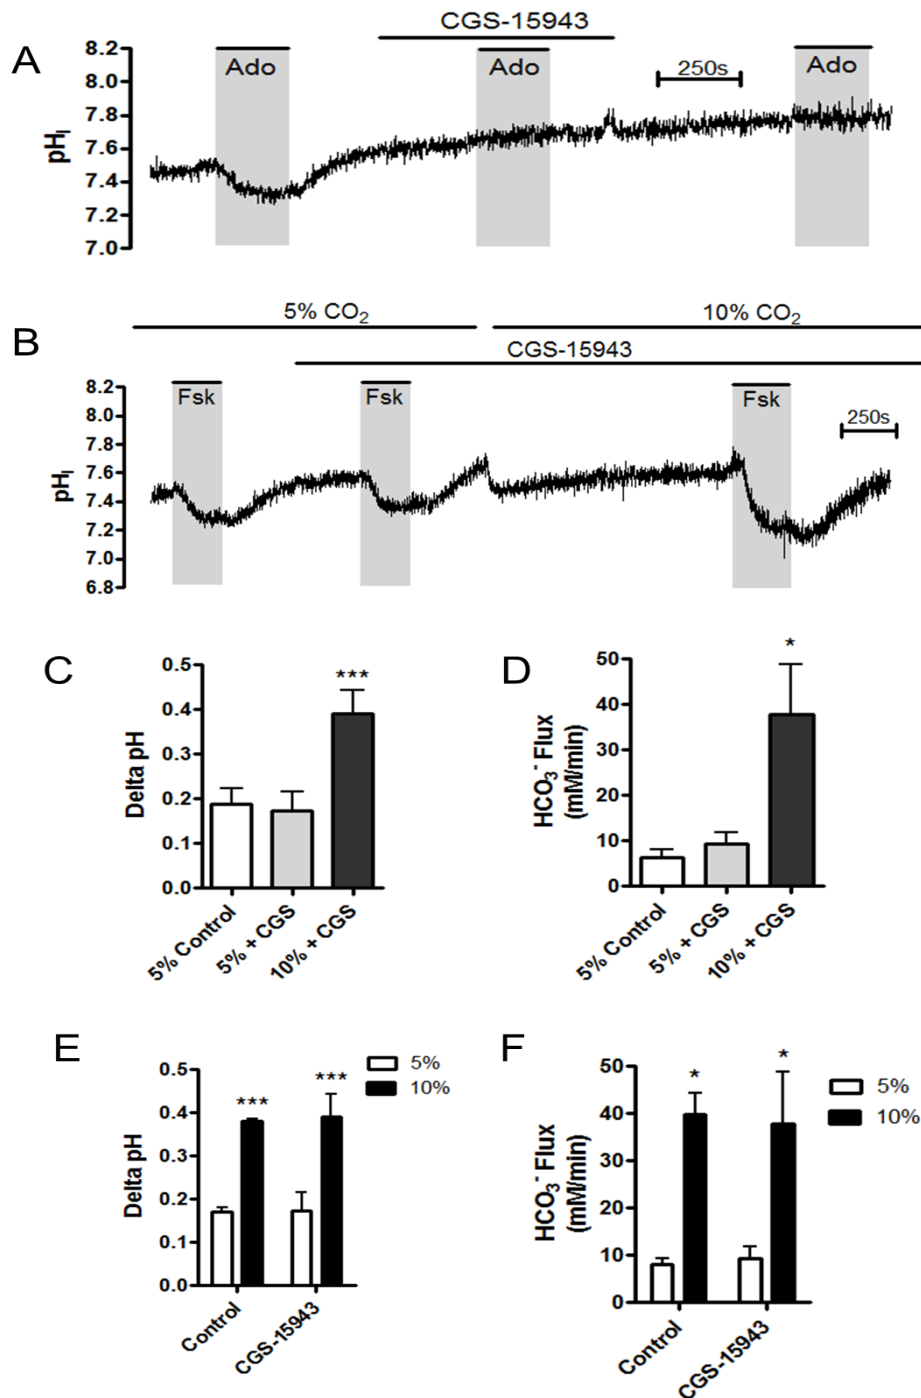 A
CGS-15943
Ado
Ado
Ado
250s
8.2
8.0
7.8
7.6
7.4
7.2
7.0
pHi
5% CO2
10% CO2
B
CGS-15943
Fsk
Fsk
Fsk
250s
8.2
7.8
7.6
7.4
7.2
7.0
6.8
pHi
C
0.5
0.4
0.3
0.2
0.1
0.0
Delta pH
***
5% Control
5% + CGS
10% + CGS
D
50
40
30
20
10
0
HCO3- Flux
(mM/min)
*
5% Control
5% + CGS
10% + CGS
E
0.5
0.4
0.3
0.2
0.1
0.0
Delta pH
***
***
5%
10%
Control
CGS-15943
F
50
40
30
20
10
0
HCO3- Flux
(mM/min)
*
*
5%
10%
Control
CGS-15943